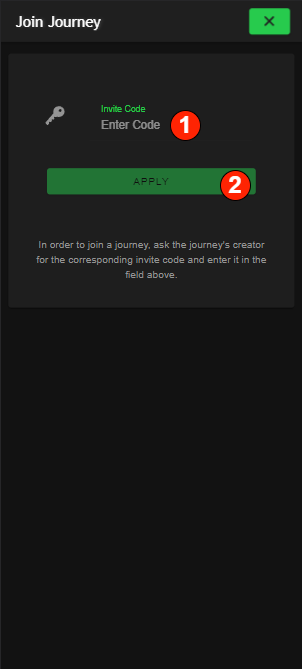 Join Journey
Invite Code
Enter Code
1
APPLY
2
In order to join a journey, ask the journey's creator
for the corresponding invite code and enter it in the
field above.